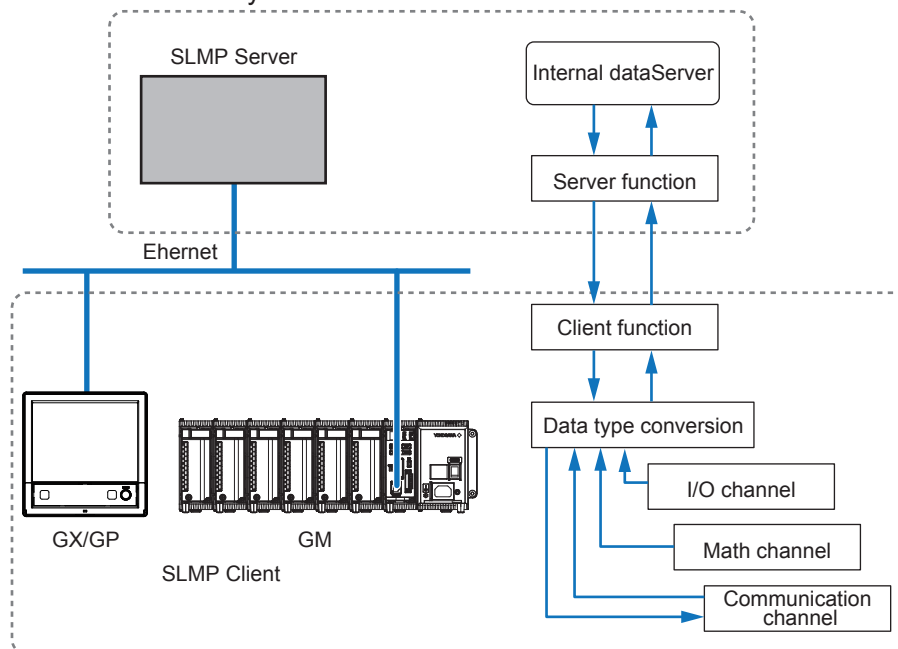 SLMP Server
Internal dataServer
Server function
Ehernet
Client function
Data type conversion
I/O channel
Math channel
Communication
channel
YOKOGAWA
GX/GP
GM
SLMP Client